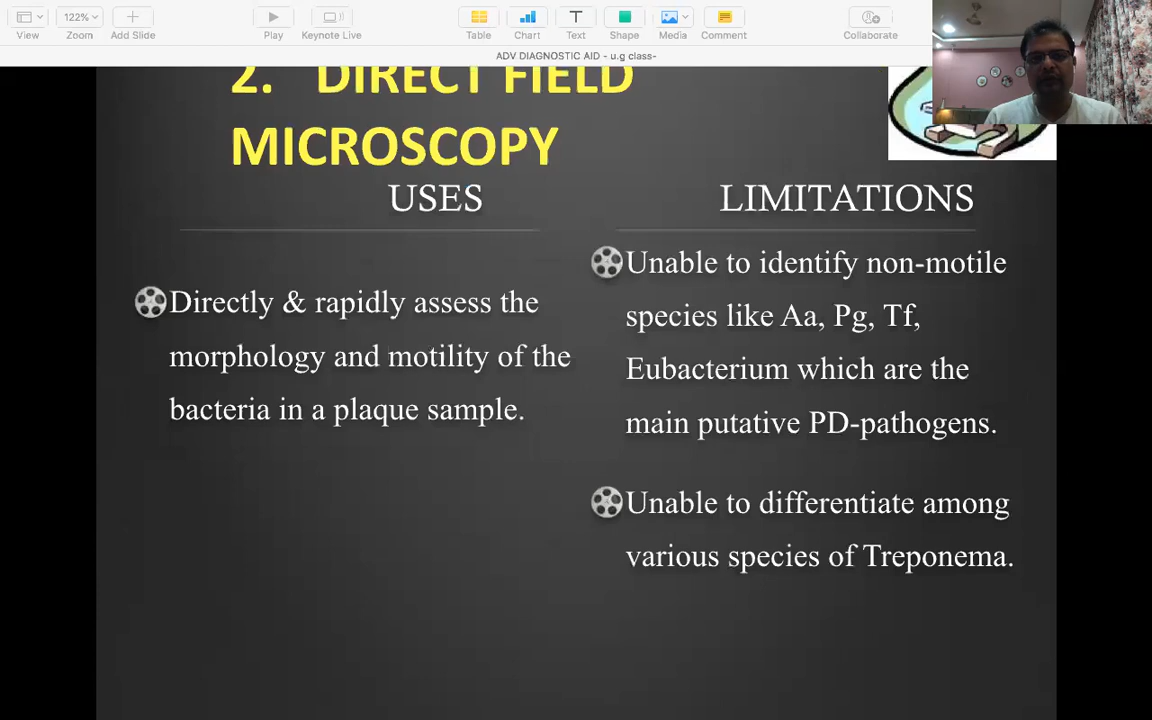 View
122%
Zoom
Add Slide
Play
Keynote Live
Table
Chart
Text
Shape
Media
Comment
Collaborate
ADV DIAGNOSTIC AID - u.g class-
2. DIRECT FIELD
MICROSCOPY
USES
Directly & rapidly assess the
morphology and motility of the
bacteria in a plaque sample.
LIMITATIONS
Unable to identify non-motile
species like Aa, Pg, Tf,
Eubacterium which are the
main putative PD-pathogens.
Unable to differentiate among
various species of Treponema.